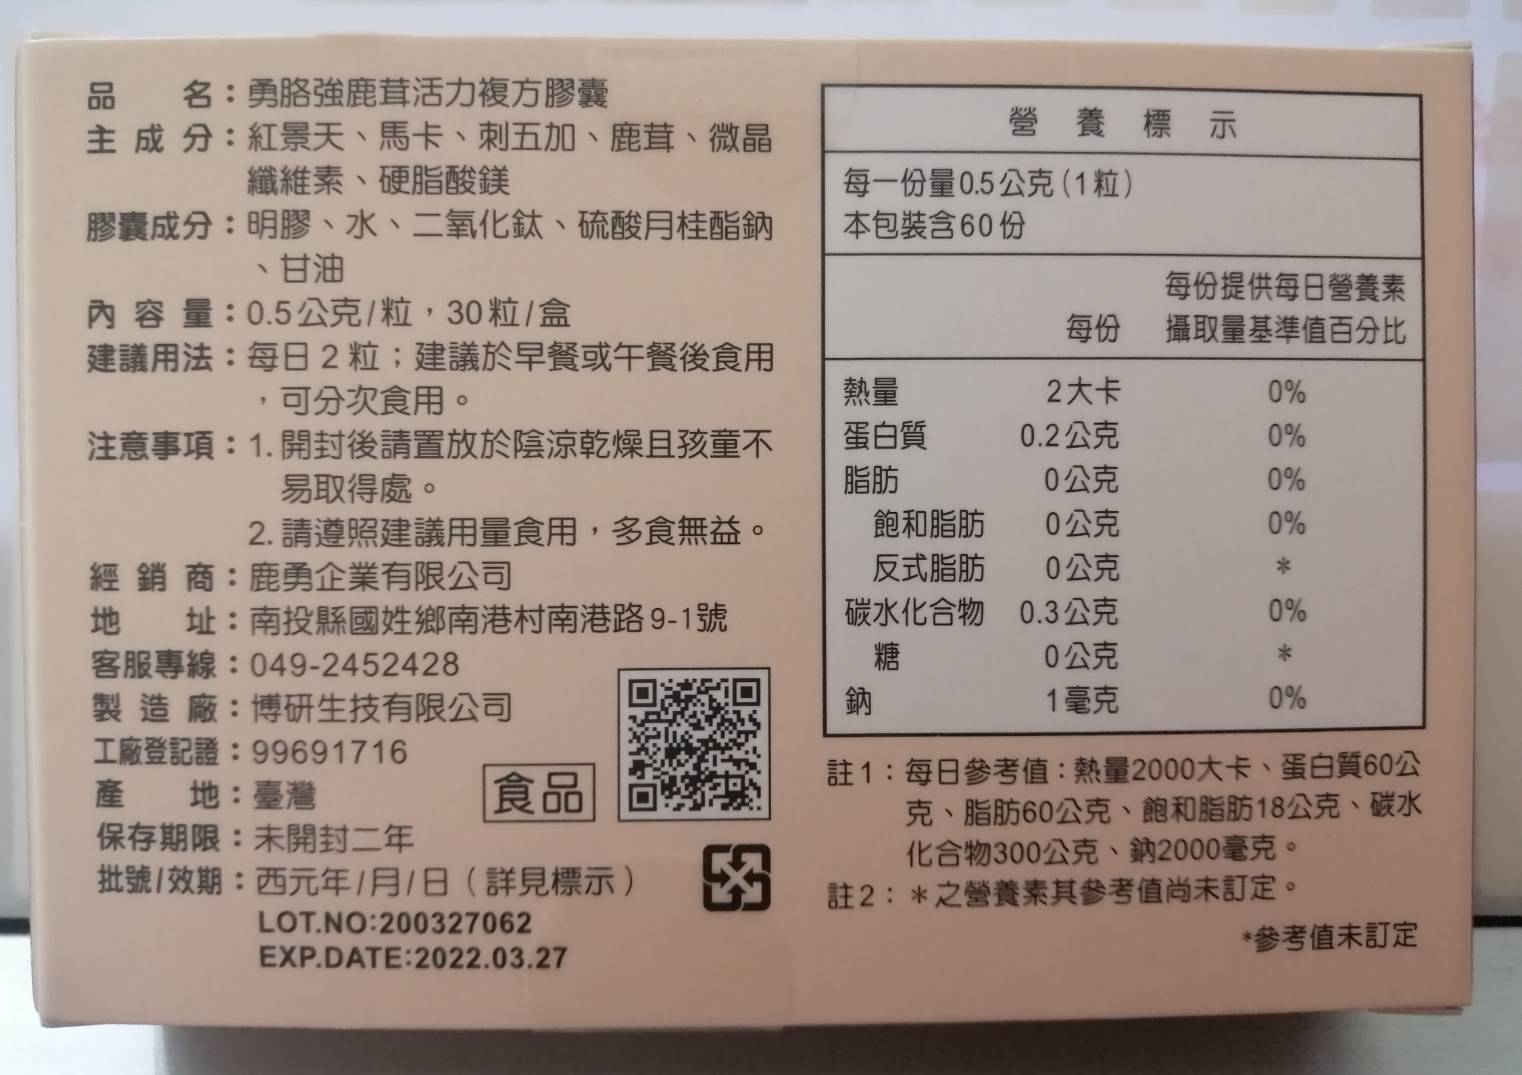 品名：勇胳強鹿茸活力複方膠囊
主成分：紅景天、馬卡、刺五加、鹿茸、微晶
纖維素、硬脂酸鎂
膠囊成分：明膠、水、二氧化鈦、硫酸月桂酯鈉
、甘油
內容量：0.5公克/粒，30粒/盒
建議用法：每日2粒；建議於早餐或午餐後食用
，可分次食用。
注意事項：1.開封後請置放於陰涼乾燥且孩童不
易取得處。
2.請遵照建議用量食用，多食無益。
經銷商：鹿勇企業有限公司
地址：南投縣國姓鄉南港村南港路9-1號
客服專線：049-2452428
製造廠：博研生技有限公司
工廠登記證：99691716
產地：臺灣
食品
保存期限：未開封二年
批號/效期：西元年/月/日（詳見標示）
LOT.NO:200327062
EXP.DATE:2022.03.27
營養標示
每一份量0.5公克(1粒)
本包裝含60份
每份提供每日營養素
每份 攝取量基準值百分比
熱量 2大卡 0%
蛋白質 0.2公克 0%
脂肪 0公克 0%
飽和脂肪 0公克 0%
反式脂肪 0公克 *
碳水化合物 0.3公克 0%
糖 0公克 *
鈉 1毫克 0%
註1：每日參考值：熱量2000大卡、蛋白質60公
克、脂肪60公克、飽和脂肪18公克、碳水
化合物300公克、鈉2000毫克。
註2：*之營養素其參考值尚未訂定。
*參考值未訂定